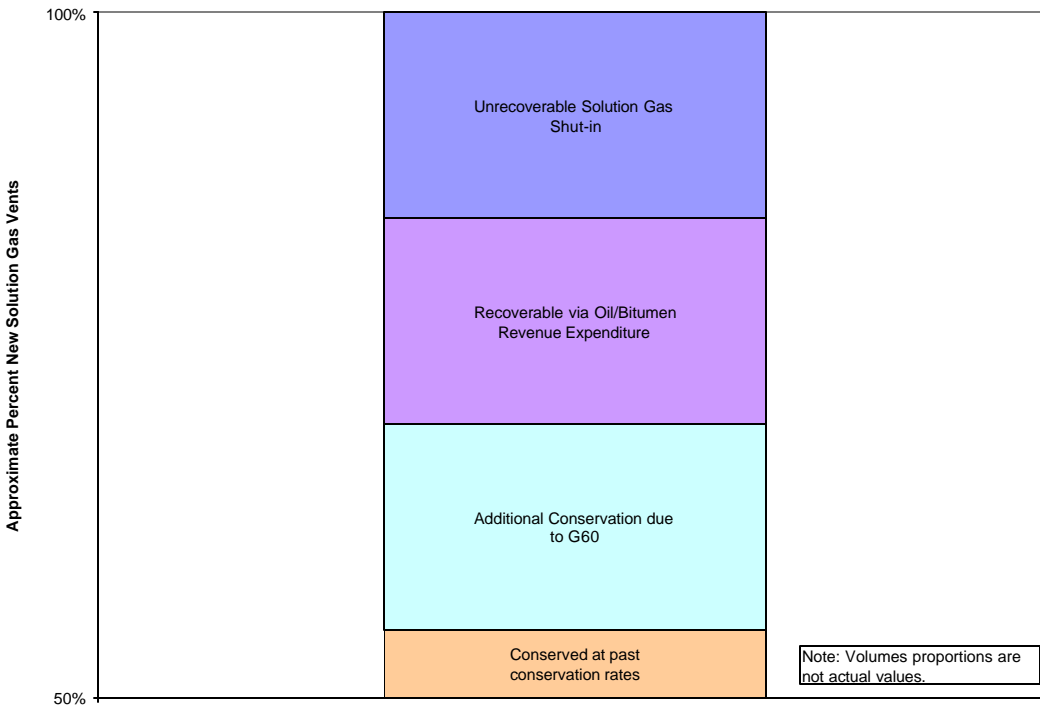 100%
Approximate Percent New Solution Gas Vents
Unrecoverable Solution Gas
Shut-in
Recoverable via Oil/Bitumen
Revenue Expenditure
Additional Conservation due
to G60
Conserved at past
conservation rates
Note: Volumes proportions are
not actual values.
50%